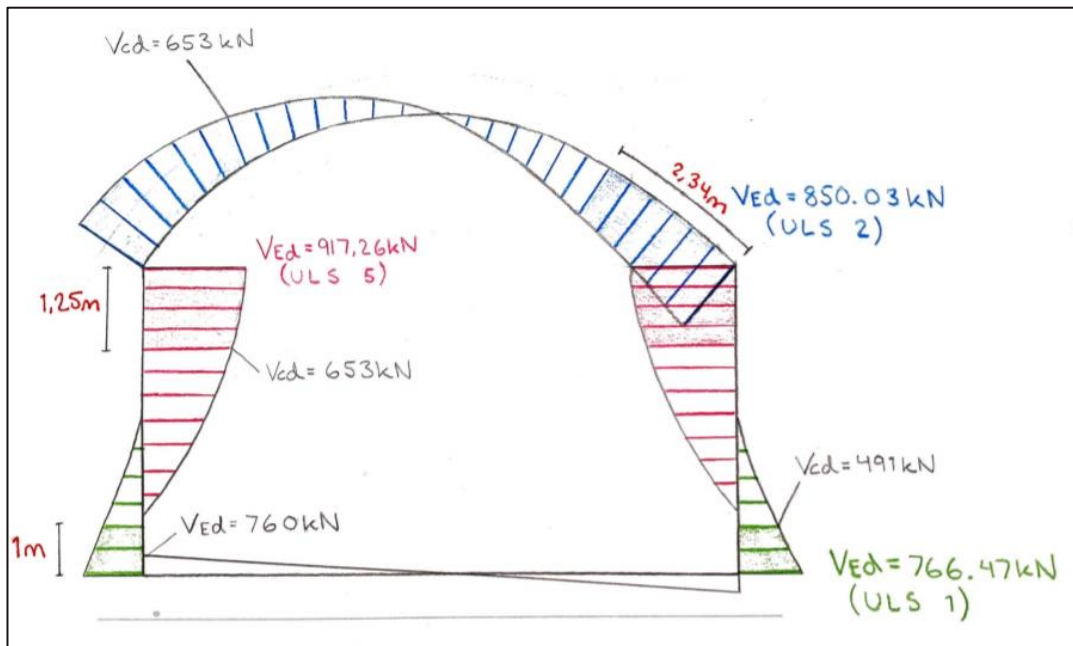 Vcd = 653 kN
2,34m
VEd = 850.03 kN
(ULS 2)
VEd = 917,26 kN
(ULS 5)
1,25m
Vcd = 653 kN
Vcd = 491 kN
VEd = 760 kN
1m
VEd = 766.47 kN
(ULS 1)